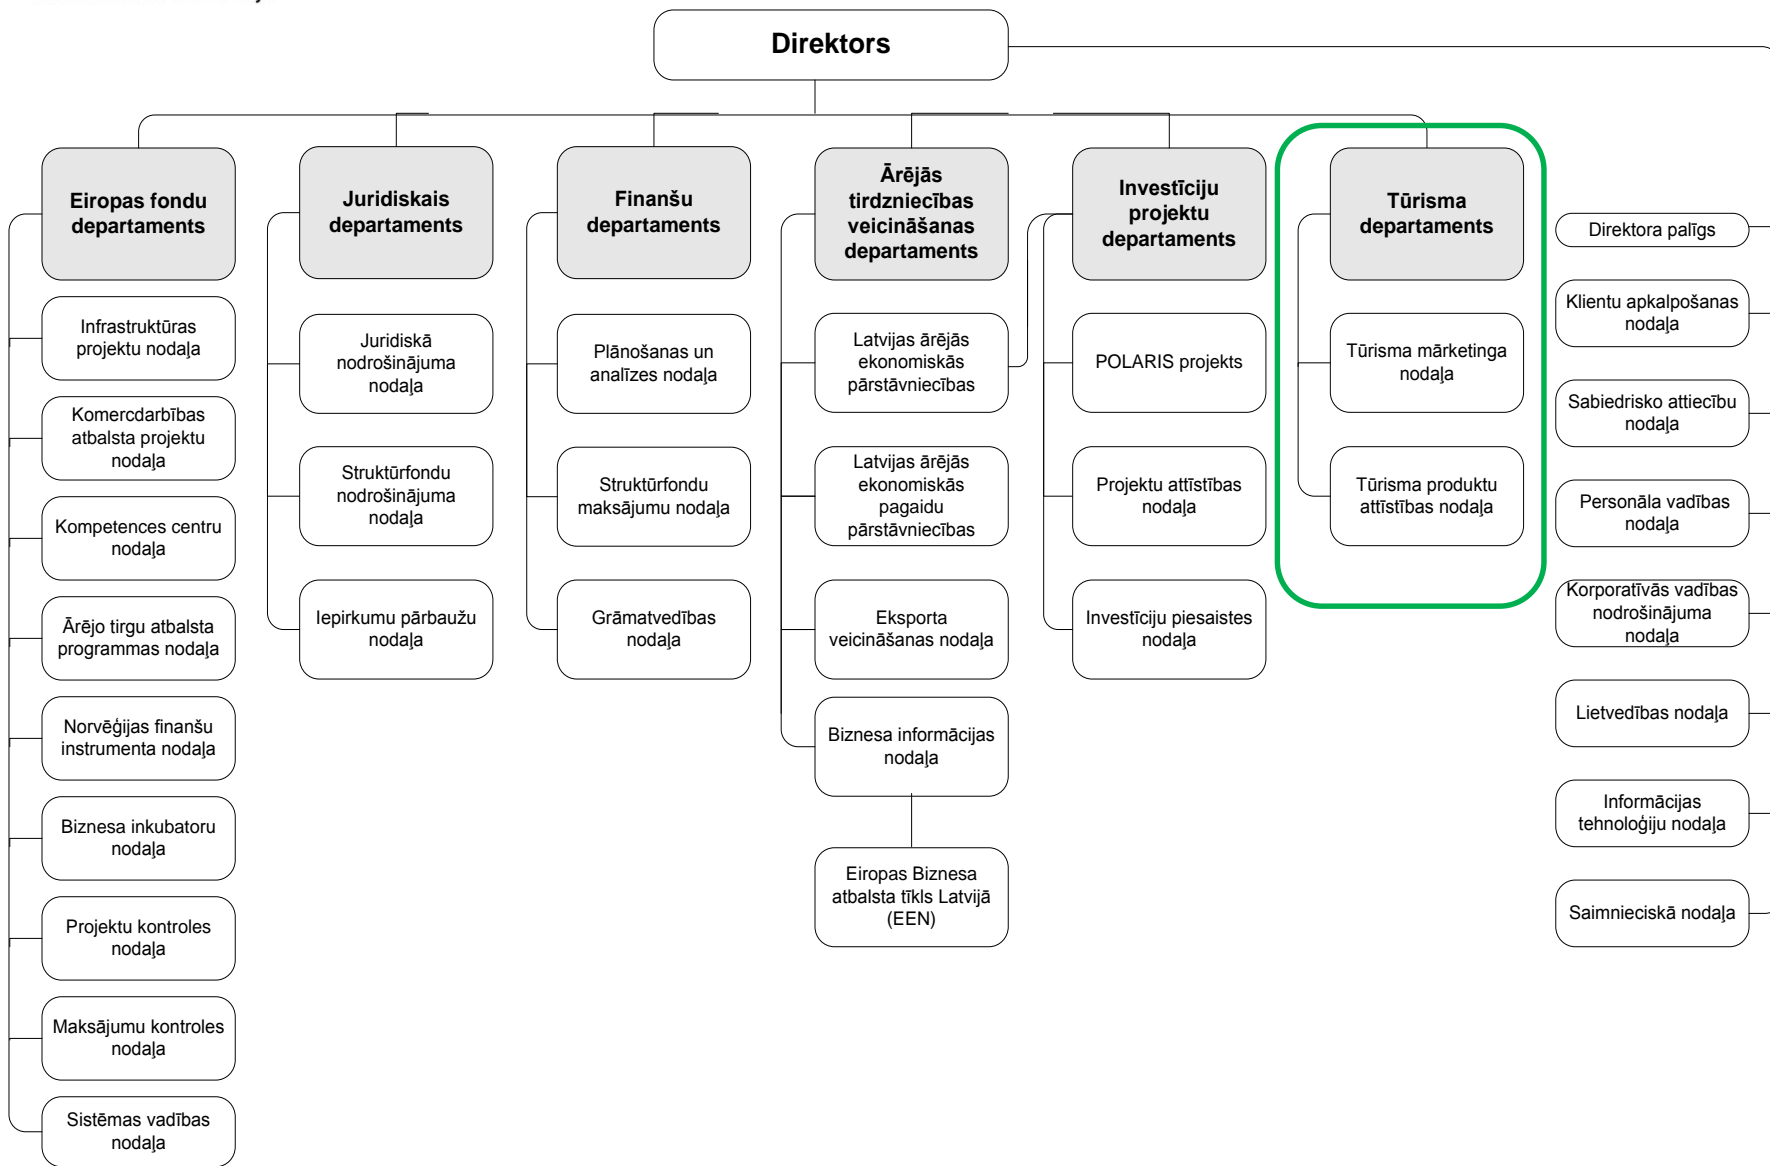 Direktors
Eiropas fondu
departaments
Infrastruktūras
projektu nodaļa
Komercdarbības
atbalsta projektu
nodaļa
Kompetences centru
nodaļa
Ārējo tirgu atbalsta
programmas nodaļa
Norvēģijas finanšu
instrumenta nodaļa
Biznesa inkubatoru
nodaļa
Projektu kontroles
nodaļa
Maksājumu kontroles
nodaļa
Sistēmas vadības
nodaļa
Juridiskais
departaments
Juridiskā
nodrošinājuma
nodaļa
Struktūrfondu
nodrošinājuma
nodaļa
Iepirkumu pārbaužu
nodaļa
Finanšu
departaments
Plānošanas un
analīzes nodaļa
Struktūrfondu
maksājumu nodaļa
Grāmatvedības
nodaļa
Ārējās
tirdzniecības
veicināšanas
departaments
Latvijas ārējās
ekonomiskās
pārstāvniecības
Latvijas ārējās
ekonomiskās
pagaidu
pārstāvniecības
Eksporta
veicināšanas nodaļa
Biznesa informācijas
nodaļa
Eiropas Biznesa
atbalsta tīkls Latvijā
(EEN)
Investīciju
projektu
departaments
POLARIS projekts
Projektu attīstības
nodaļa
Investīciju piesaistes
nodaļa
Tūrisma
departaments
Tūrisma mārketinga
nodaļa
Tūrisma produktu
attīstības nodaļa
Direktora palīgs
Klientu apkalpošanas
nodaļa
Sabiedrisko attiecību
nodaļa
Personāla vadības
nodaļa
Korporatīvās vadības
nodrošinājuma
nodaļa
Lietvedības nodaļa
Informācijas
tehnoloģiju nodaļa
Saimnieciskā nodaļa